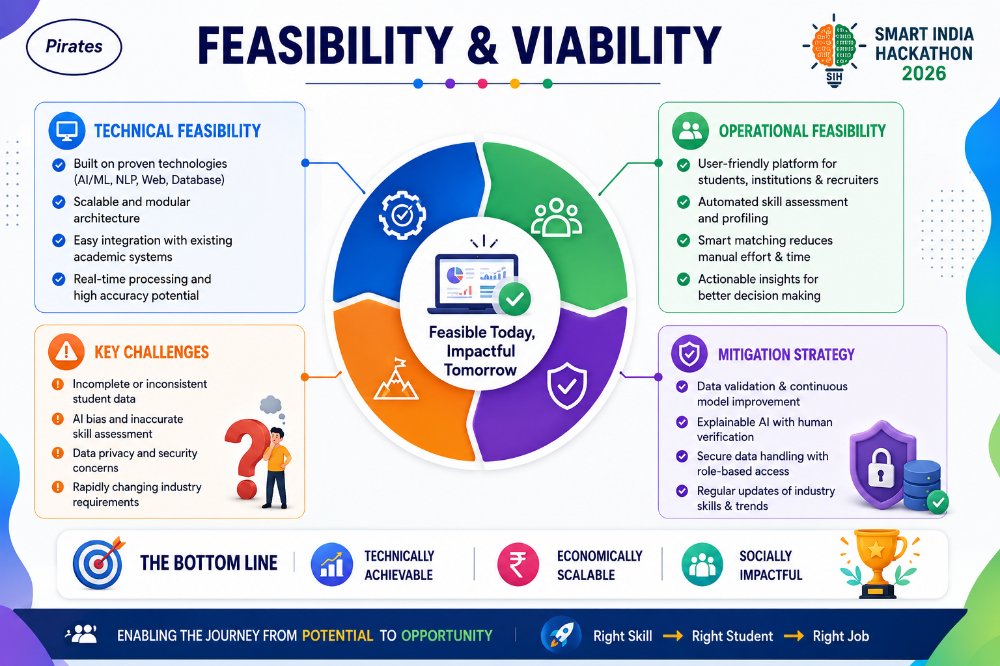 Pirates
FEASIBILITY & VIABILITY
SIH
SMART INDIA
HACKATHON
2026
TECHNICAL FEASIBILITY
Built on proven technologies
(AI/ML, NLP, Web, Database)
Scalable and modular
architecture
Easy integration with existing
academic systems
Real-time processing and
high accuracy potential
OPERATIONAL FEASIBILITY
User-friendly platform for
students, institutions & recruiters
Automated skill assessment
and profiling
Smart matching reduces
manual effort & time
Actionable insights for
better decision making
Feasible Today,
Impactful
Tomorrow
KEY CHALLENGES
Incomplete or inconsistent
student data
AI bias and inaccurate
skill assessment
Data privacy and security
concerns
Rapidly changing industry
requirements
MITIGATION STRATEGY
Data validation & continuous
model improvement
Explainable AI with human
verification
Secure data handling with
role-based access
Regular updates of industry
skills & trends
THE BOTTOM LINE
TECHNICALLY
ACHIEVABLE
₹
ECONOMICALLY
SCALABLE
SOCIALLY
IMPACTFUL
ENABLING THE JOURNEY FROM POTENTIAL TO OPPORTUNITY
Right Skill → Right Student → Right Job